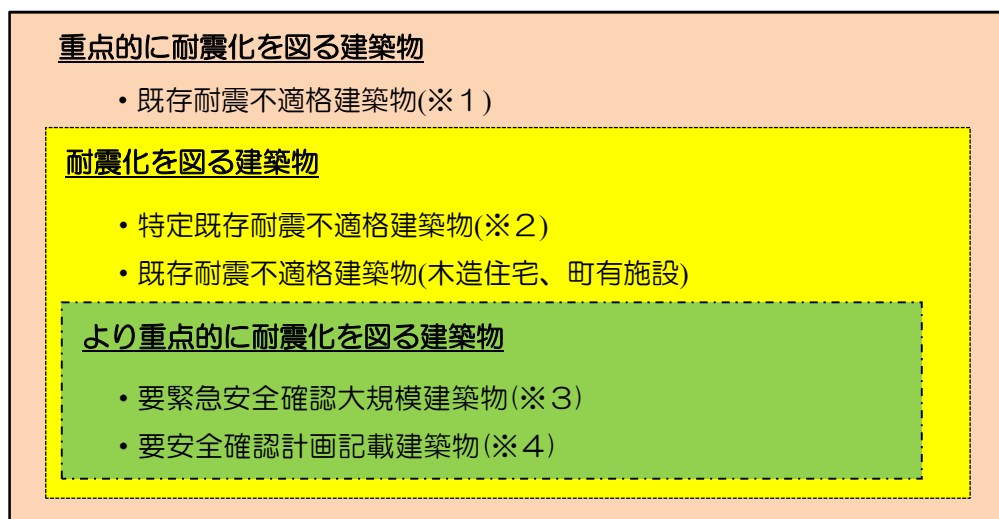 重点的に耐震化を図る建築物
・既存耐震不適格建築物(※１)
耐震化を図る建築物
・特定既存耐震不適格建築物(※２)
・既存耐震不適格建築物(木造住宅、町有施設)
より重点的に耐震化を図る建築物
・要緊急安全確認大規模建築物(※３)
・要安全確認計画記載建築物(※４)